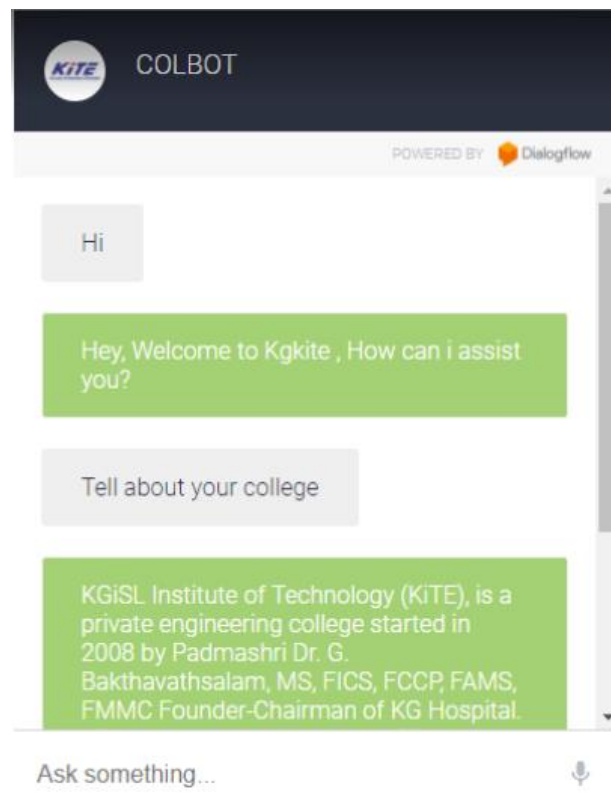 KiTE
COLBOT
POWERED BY Dialogflow
Hi
Hey, Welcome to Kgkite , How can i assist
you?
Tell about your college
KGiSL Institute of Technology (KiTE), is a
private engineering college started in
2008 by Padmashri Dr. G.
Bakthavathsalam, MS, FICS, FCCP, FAMS,
FMMC Founder-Chairman of KG Hospital.
Ask something...